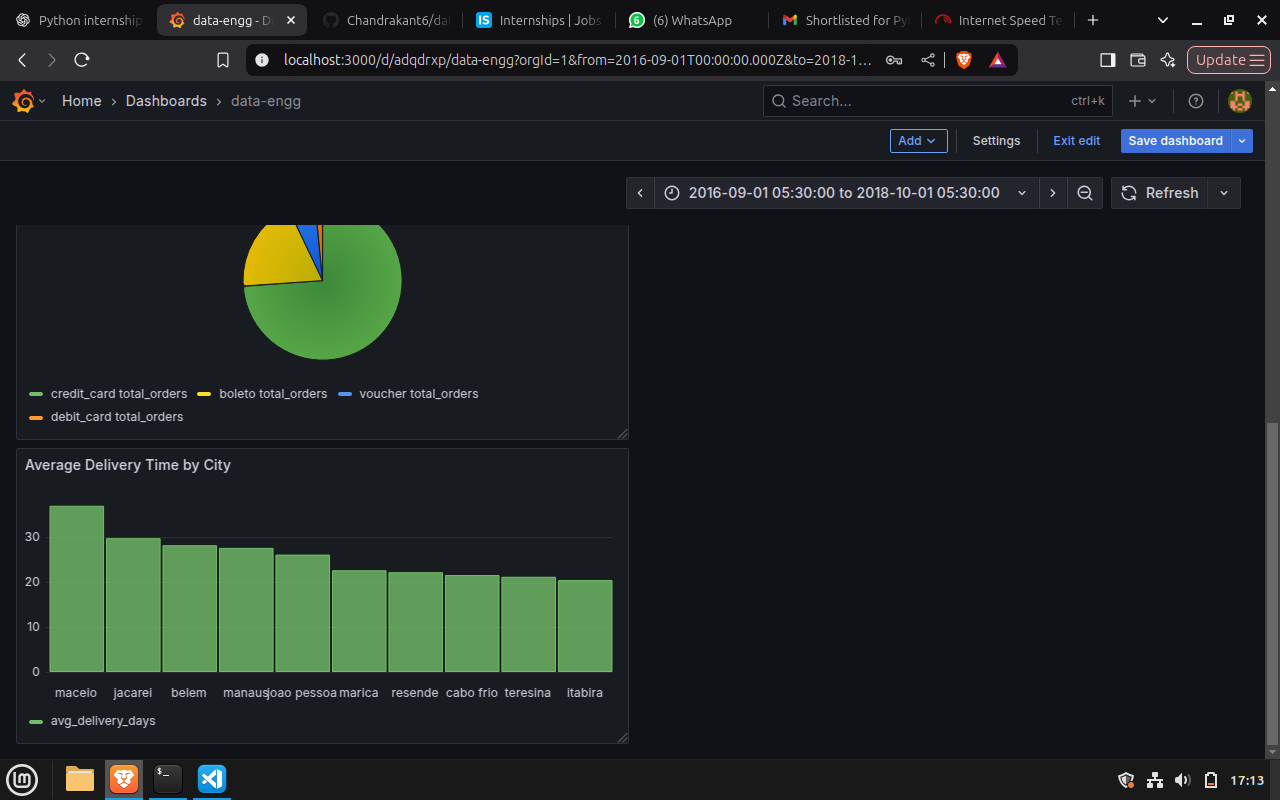 Python internship
data-engg - Da
Chandrakant6/dat
Internships | Jobs
(6) WhatsApp
Shortlisted for Py
Internet Speed Te
localhost:3000/d/adqdrxp/data-engg?orgId=1&from=2016-09-01T00:00:00.000Z&to=2018-1...
Update
Home › Dashboards › data-engg
Search...
ctrl+k
Add
Settings
Exit edit
Save dashboard
2016-09-01 05:30:00 to 2018-10-01 05:30:00
Refresh
credit_card total_orders
boleto total_orders
voucher total_orders
debit_card total_orders
Average Delivery Time by City
30
20
10
0
maceio
jacarei
belem
manaus
joao pessoa
marica
resende
cabo frio
teresina
itabira
avg_delivery_days
17:13